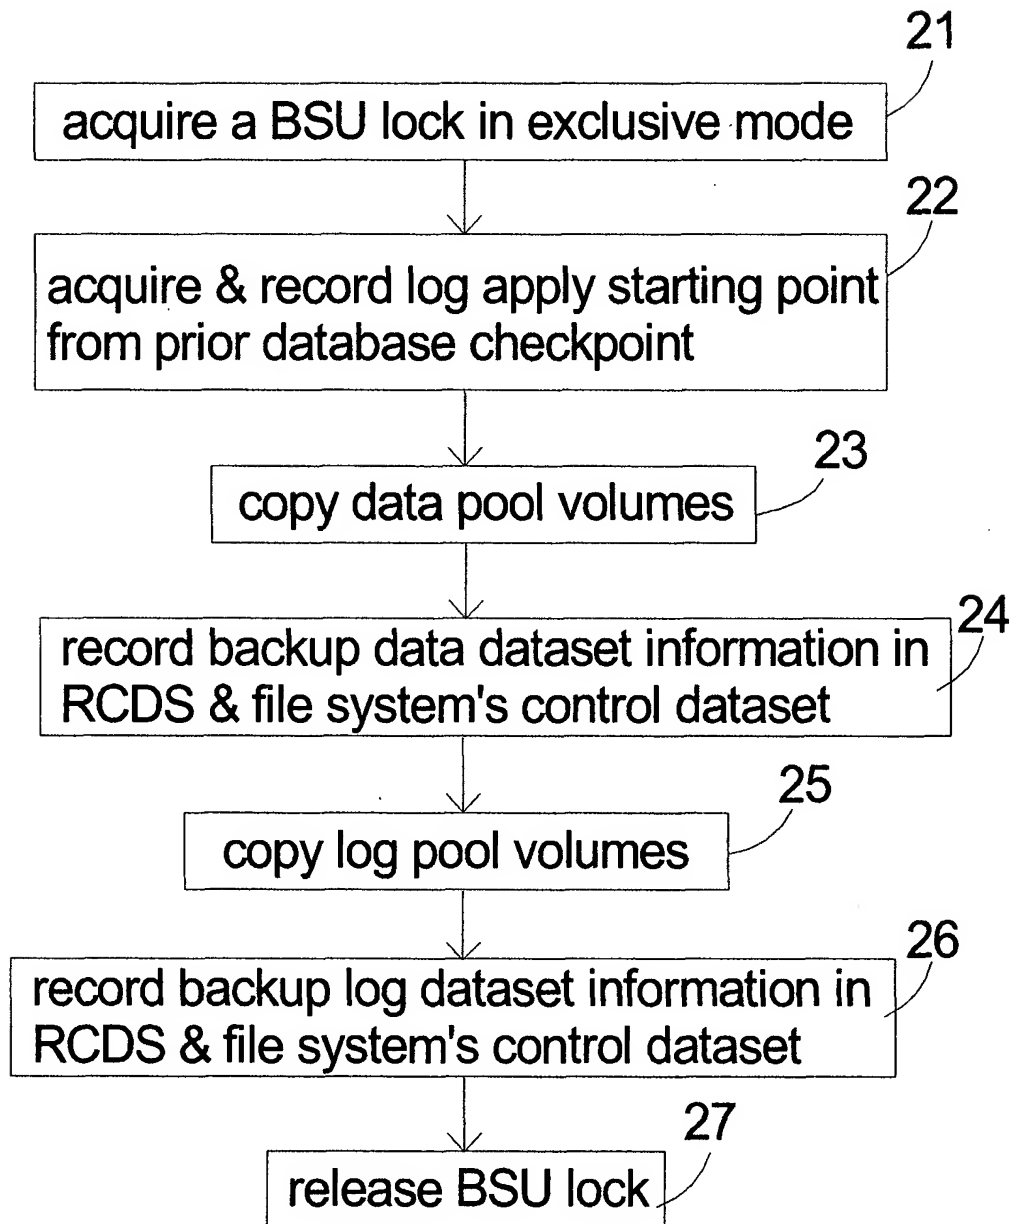 21
acquire a BSU lock in exclusive mode
22
acquire & record log apply starting point
from prior database checkpoint
23
copy data pool volumes
24
record backup data dataset information in
RCDS & file system's control dataset
25
copy log pool volumes
26
record backup log dataset information in
RCDS & file system's control dataset
27
release BSU lock